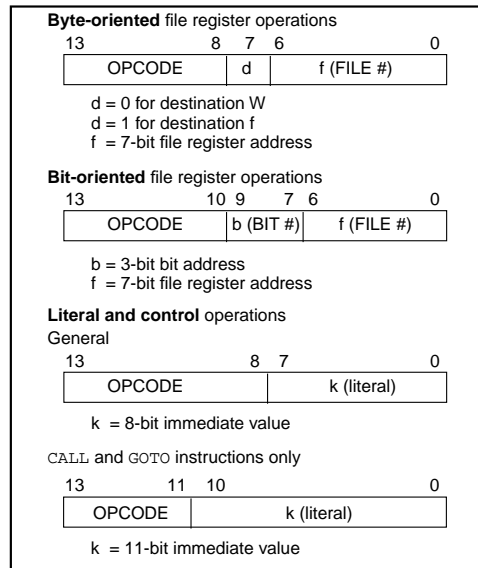 Byte-oriented file register operations
13 8 7 6 0
OPCODE d f (FILE #)
d = 0 for destination W
d = 1 for destination f
f = 7-bit file register address
Bit-oriented file register operations
13 10 9 7 6 0
OPCODE b (BIT #) f (FILE #)
b = 3-bit bit address
f = 7-bit file register address
Literal and control operations
General
13 8 7 0
OPCODE k (literal)
k = 8-bit immediate value
CALL and GOTO instructions only
13 11 10 0
OPCODE k (literal)
k = 11-bit immediate value